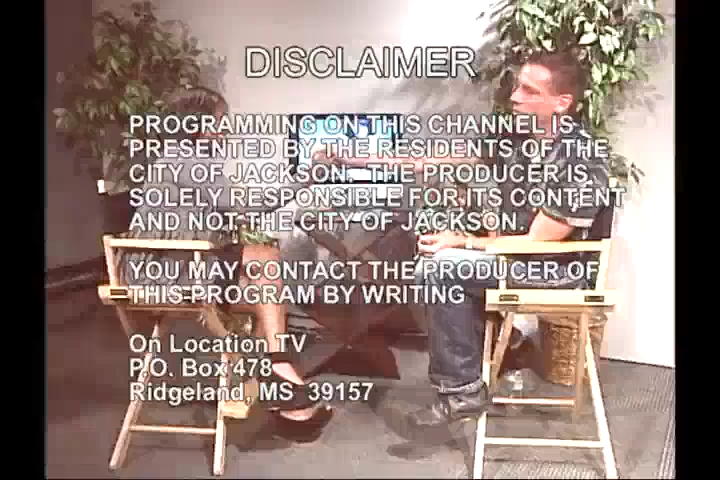 DISCLAIMER
PROGRAMMING ON THIS CHANNEL IS
PRESENTED BY THE RESIDENTS OF THE
CITY OF JACKSON. THE PRODUCER IS
SOLELY RESPONSIBLE FOR ITS CONTENT
AND NOT THE CITY OF JACKSON.
YOU MAY CONTACT THE PRODUCER OF
THIS PROGRAM BY WRITING
On Location TV
P.O. Box 478
Ridgeland, MS 39157